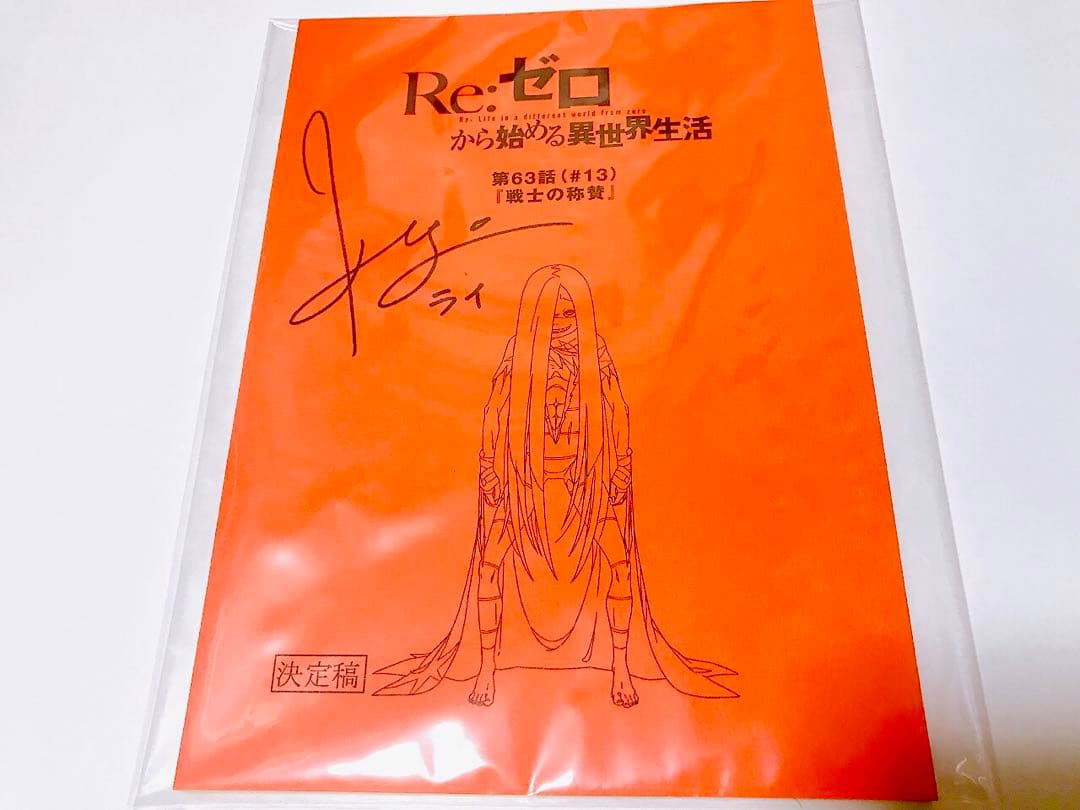 Re:ゼロ
Re: Life in a different world from zero
から始める異世界生活
第63話(#13)
『戦士の称賛』
ライ
決定稿